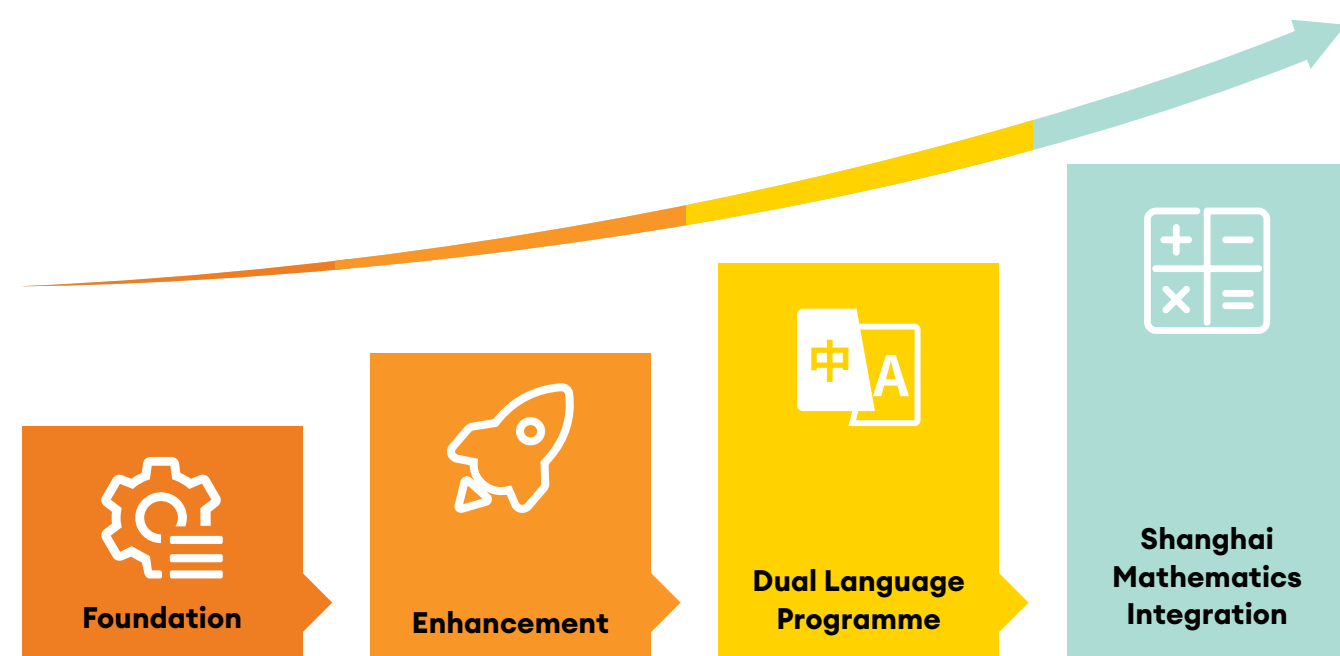 Foundation
Enhancement
中 A
Dual Language
Programme
+ −
× =
Shanghai
Mathematics
Integration